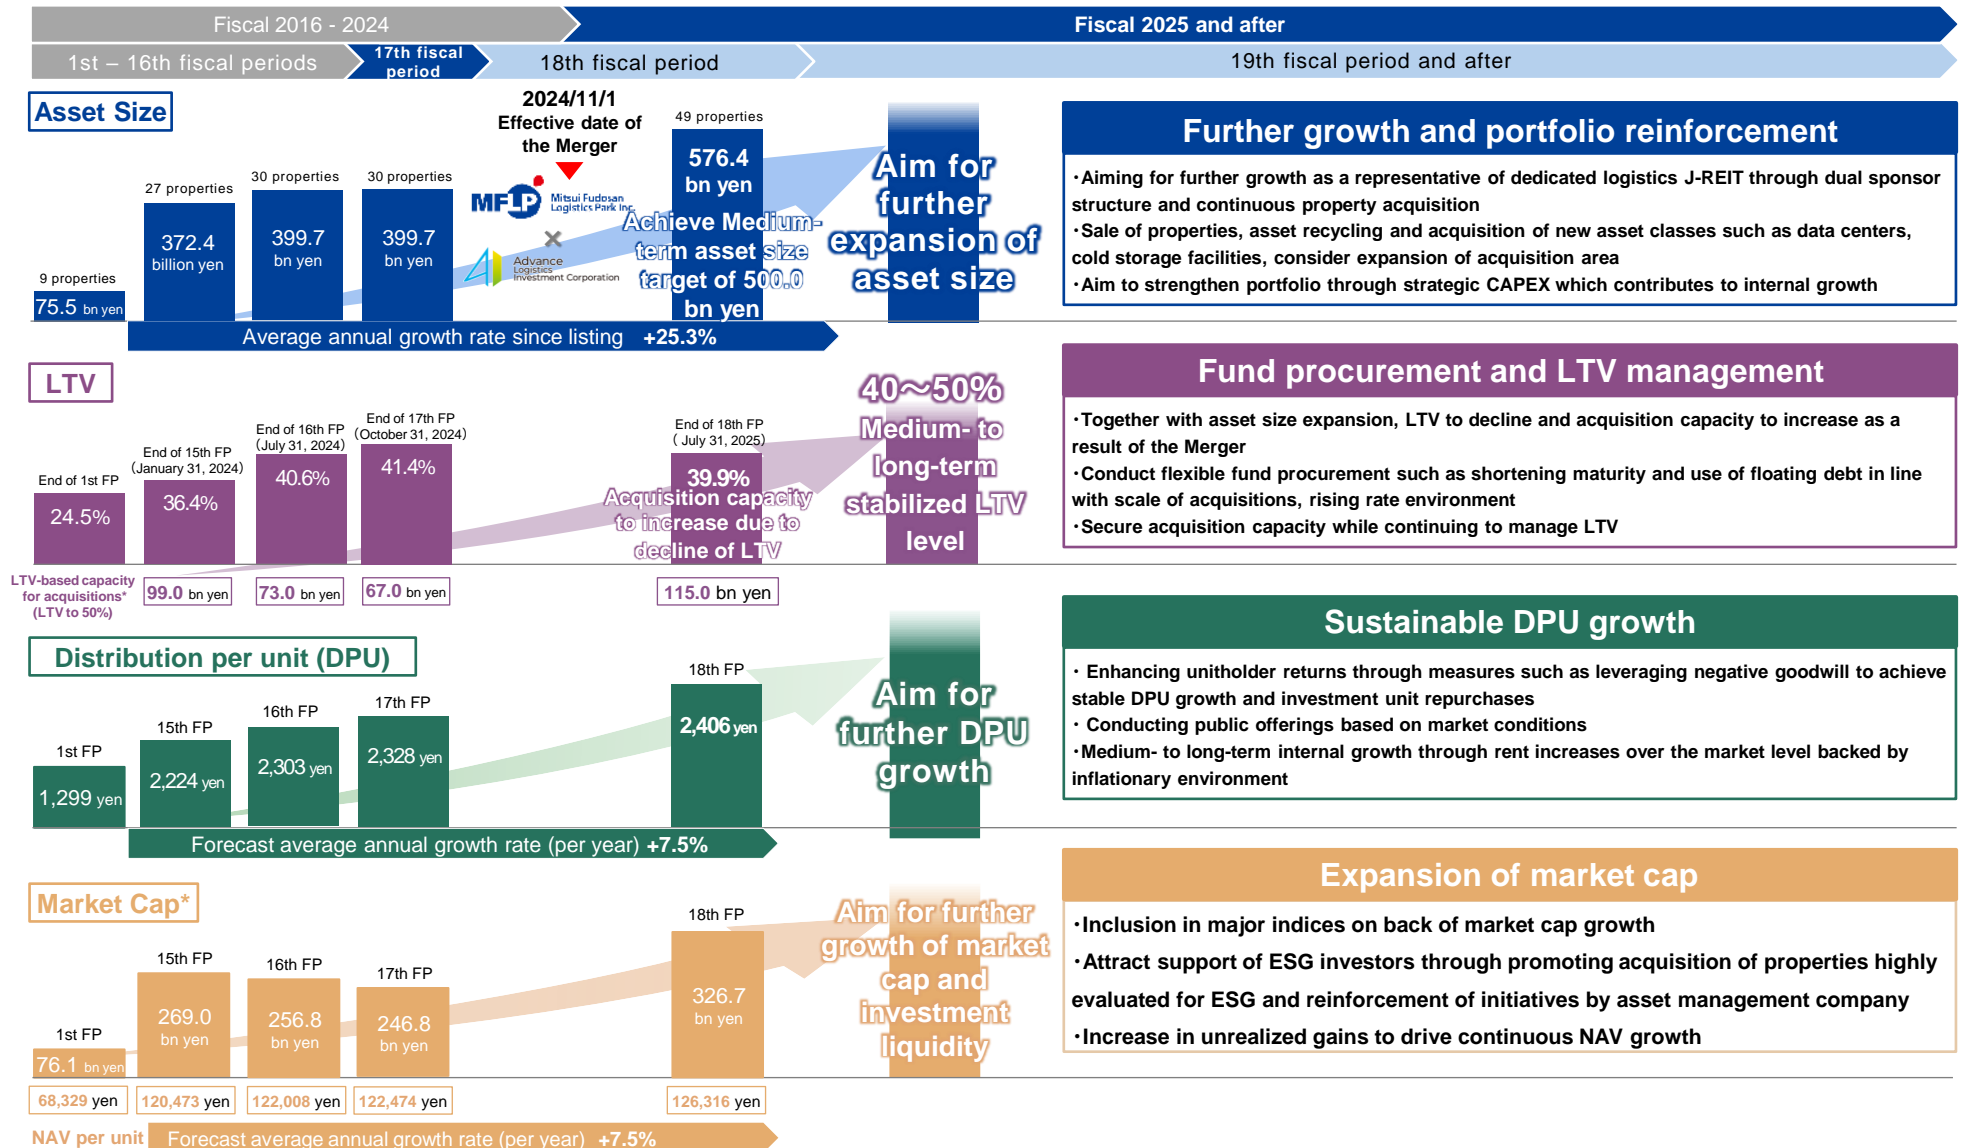 Fiscal 2016 - 2024
Fiscal 2025 and after
1st – 16th fiscal periods
17th fiscal
period
18th fiscal period
19th fiscal period and after
Asset Size
9 properties
75.5 bn yen
27 properties
372.4
billion yen
30 properties
399.7
bn yen
30 properties
399.7
bn yen
2024/11/1
Effective date of
the Merger
MFLP Mitsui Fudosan
Logistics Park Inc.
×
Advance
Logistics
Investment Corporation
49 properties
576.4
bn yen
Achieve Medium-
term asset size
target of 500.0
bn yen
Aim for
further
expansion of
asset size
Average annual growth rate since listing +25.3%
Further growth and portfolio reinforcement
・Aiming for further growth as a representative of dedicated logistics J-REIT through dual sponsor
structure and continuous property acquisition
・Sale of properties, asset recycling and acquisition of new asset classes such as data centers,
cold storage facilities, consider expansion of acquisition area
・Aim to strengthen portfolio through strategic CAPEX which contributes to internal growth
LTV
End of 1st FP
24.5%
End of 15th FP
(January 31, 2024)
36.4%
End of 16th FP
(July 31, 2024)
40.6%
End of 17th FP
(October 31, 2024)
41.4%
End of 18th FP
( July 31, 2025)
39.9%
Acquisition capacity
to increase due to
decline of LTV
40～50%
Medium- to
long-term
stabilized LTV
level
LTV-based capacity
for acquisitions*
(LTV to 50%)
99.0 bn yen
73.0 bn yen
67.0 bn yen
115.0 bn yen
Fund procurement and LTV management
・Together with asset size expansion, LTV to decline and acquisition capacity to increase as a
result of the Merger
・Conduct flexible fund procurement such as shortening maturity and use of floating debt in line
with scale of acquisitions, rising rate environment
・Secure acquisition capacity while continuing to manage LTV
Distribution per unit (DPU)
1st FP
1,299 yen
15th FP
2,224 yen
16th FP
2,303 yen
17th FP
2,328 yen
18th FP
2,406 yen
Aim for
further DPU
growth
Forecast average annual growth rate (per year) +7.5%
Sustainable DPU growth
・ Enhancing unitholder returns through measures such as leveraging negative goodwill to achieve
stable DPU growth and investment unit repurchases
・ Conducting public offerings based on market conditions
・Medium- to long-term internal growth through rent increases over the market level backed by
inflationary environment
Market Cap*
1st FP
76.1 bn yen
15th FP
269.0
bn yen
16th FP
256.8
bn yen
17th FP
246.8
bn yen
18th FP
326.7
bn yen
Aim for further
growth of market
cap and
investment
liquidity
68,329 yen
120,473 yen
122,008 yen
122,474 yen
126,316 yen
NAV per unit
Forecast average annual growth rate (per year) +7.5%
Expansion of market cap
・Inclusion in major indices on back of market cap growth
・Attract support of ESG investors through promoting acquisition of properties highly
evaluated for ESG and reinforcement of initiatives by asset management company
・Increase in unrealized gains to drive continuous NAV growth